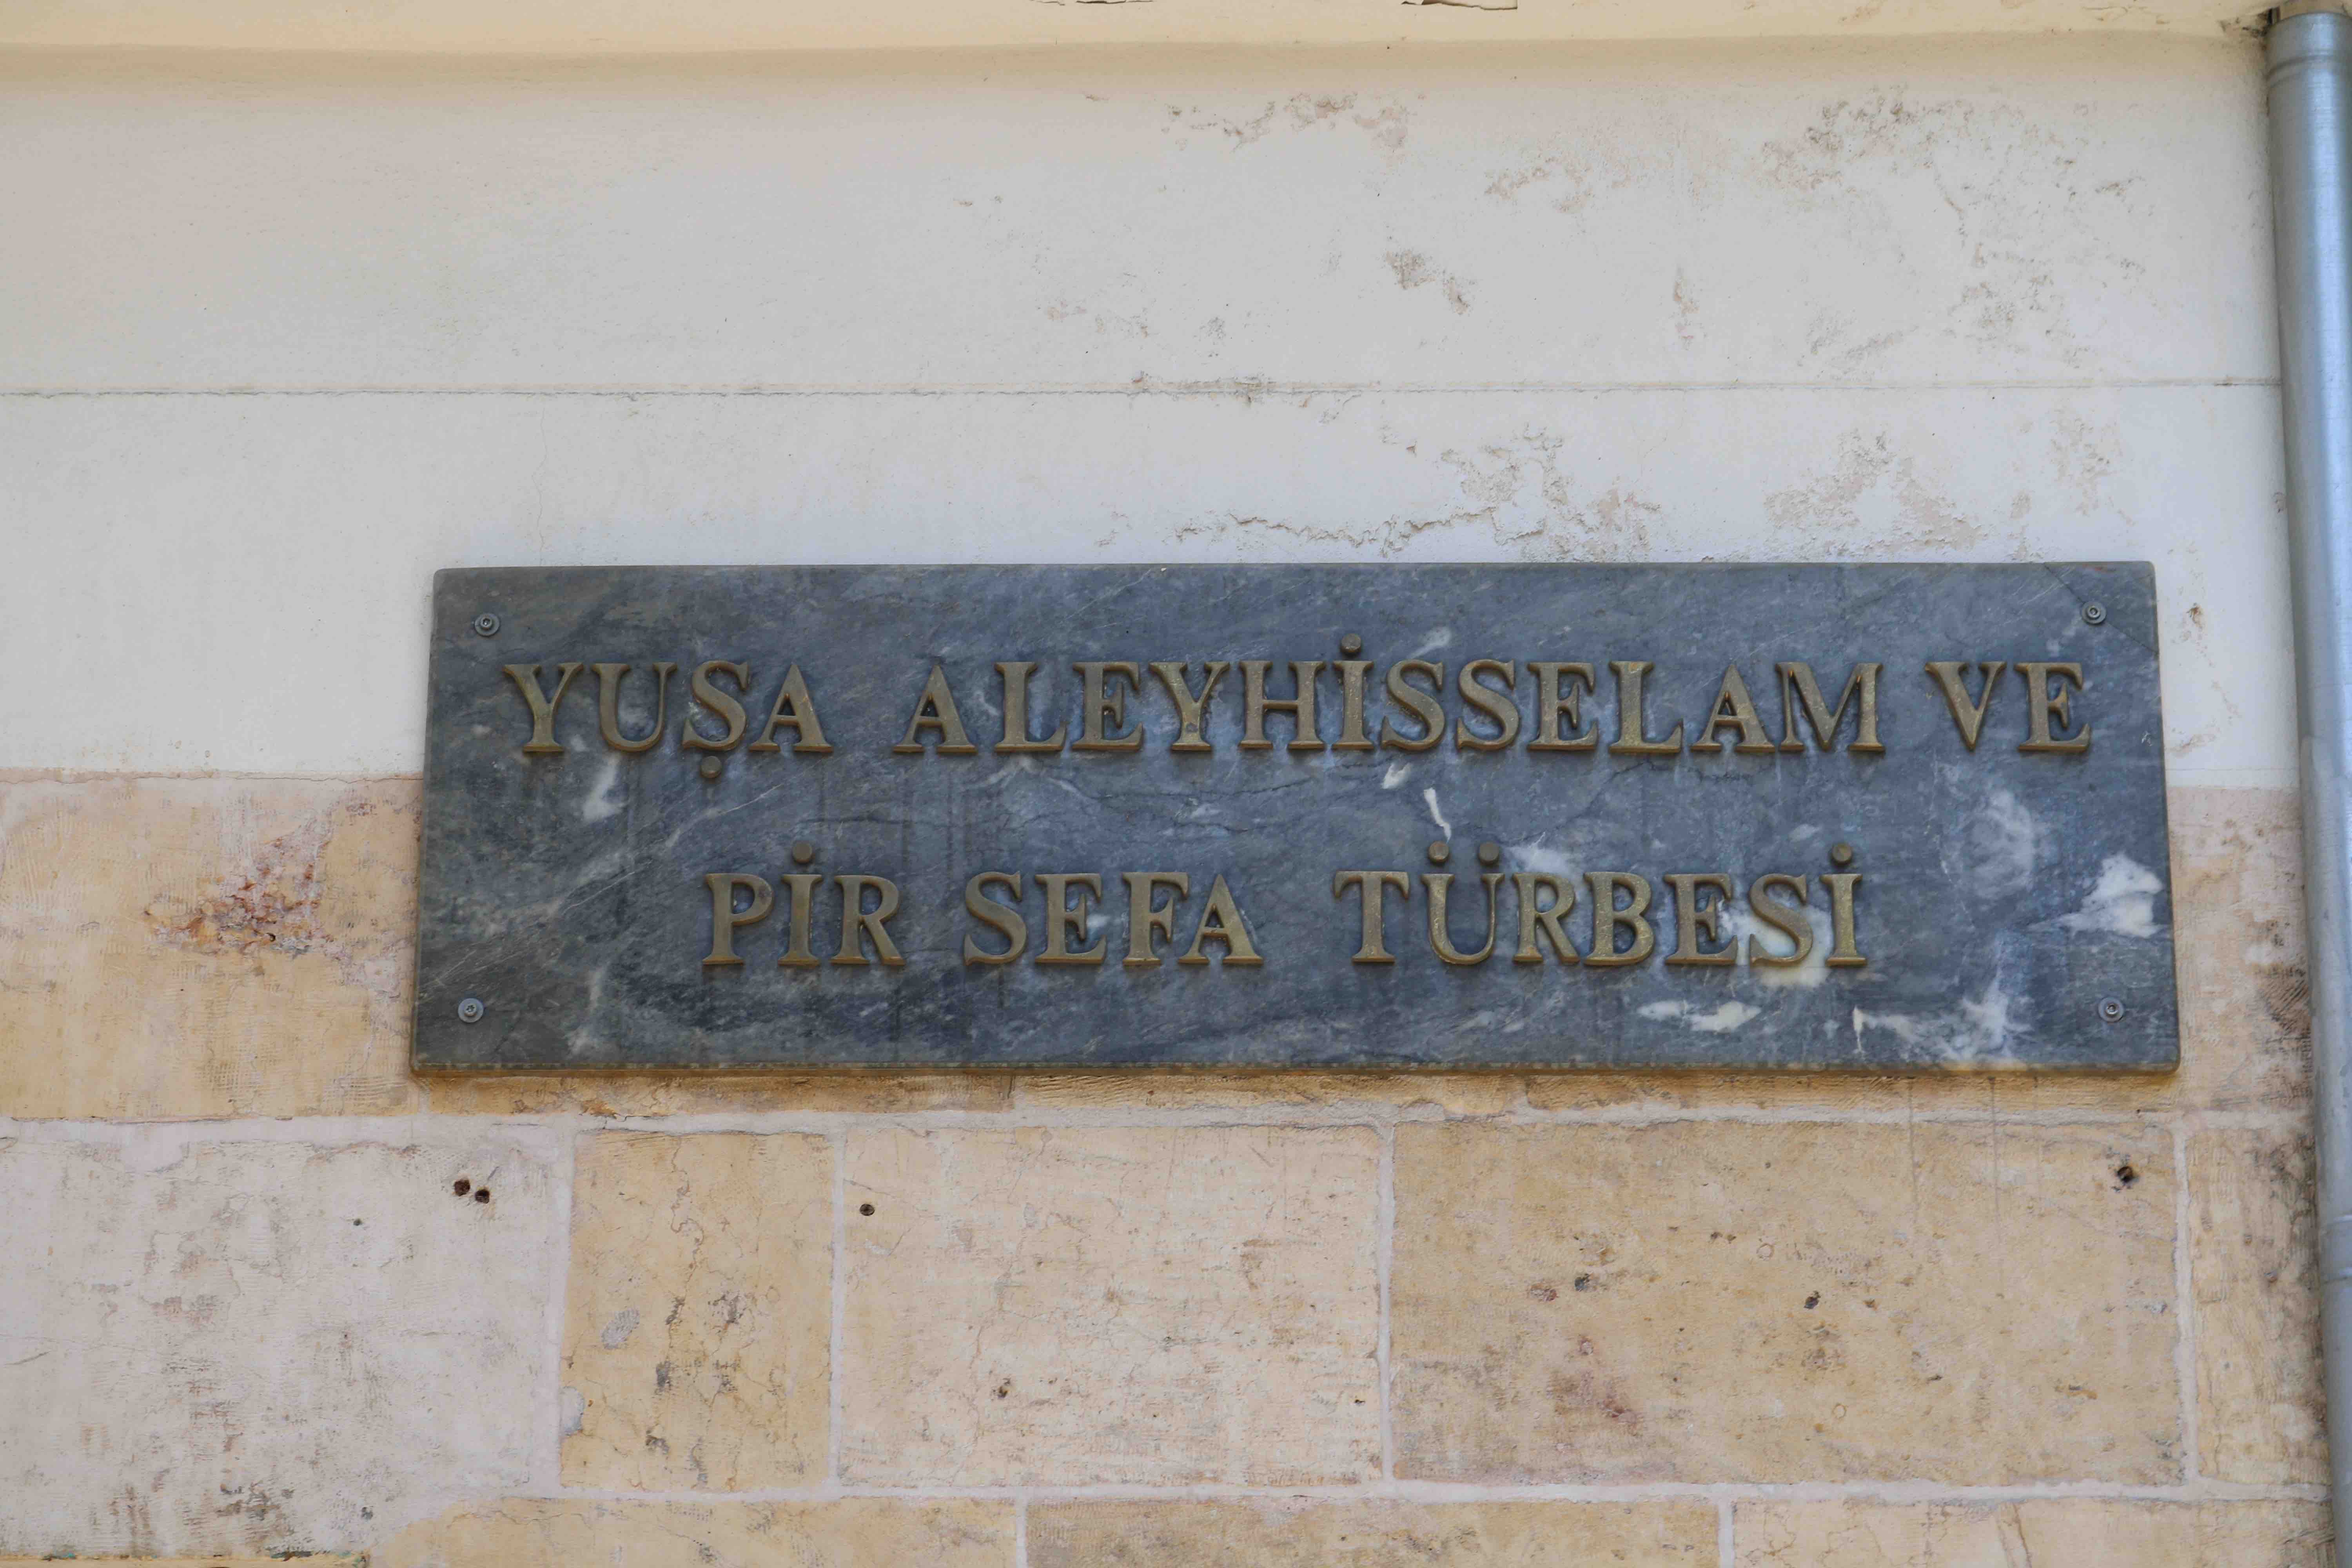 YUŞA ALEYHİSSELAM VE
PİR SEFA TÜRBESİ